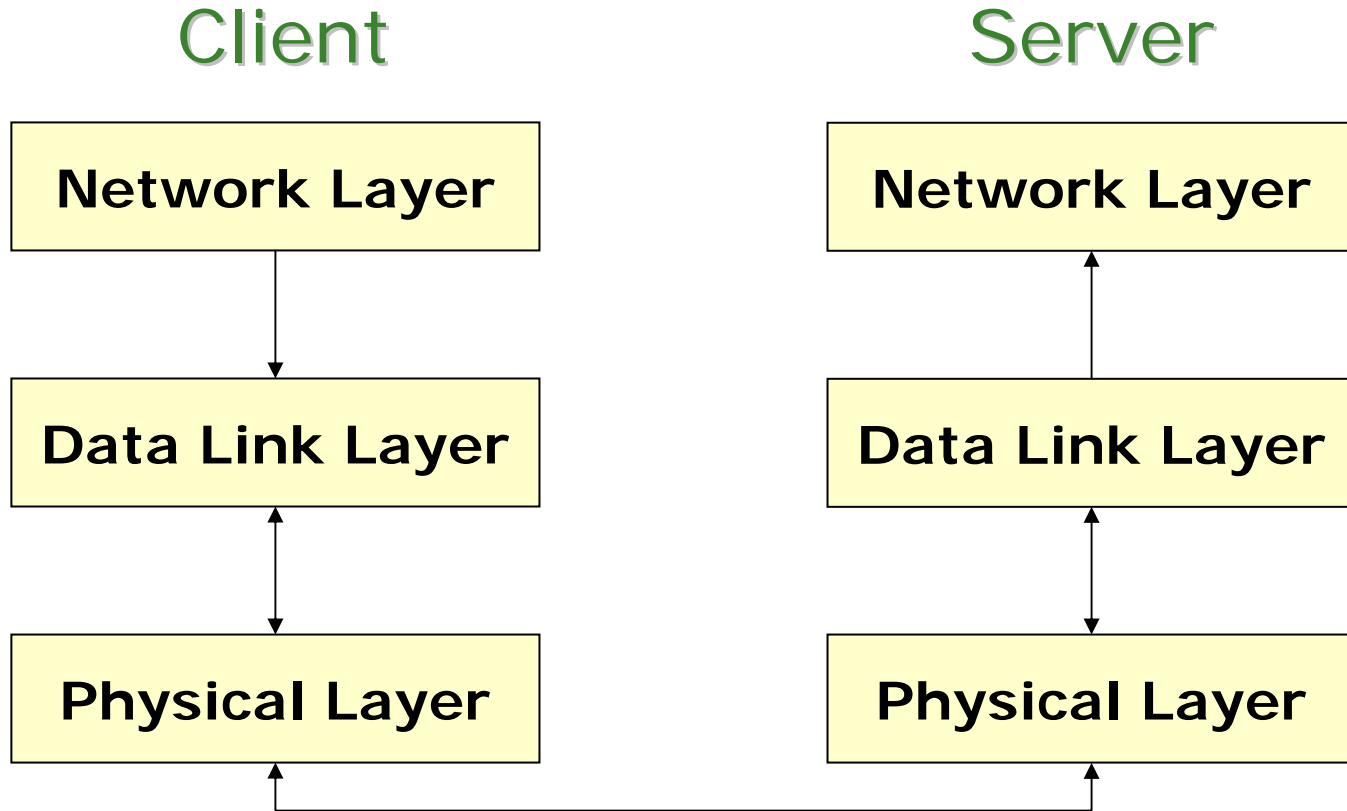 Client
Server
Network Layer
Network Layer
Data Link Layer
Data Link Layer
Physical Layer
Physical Layer